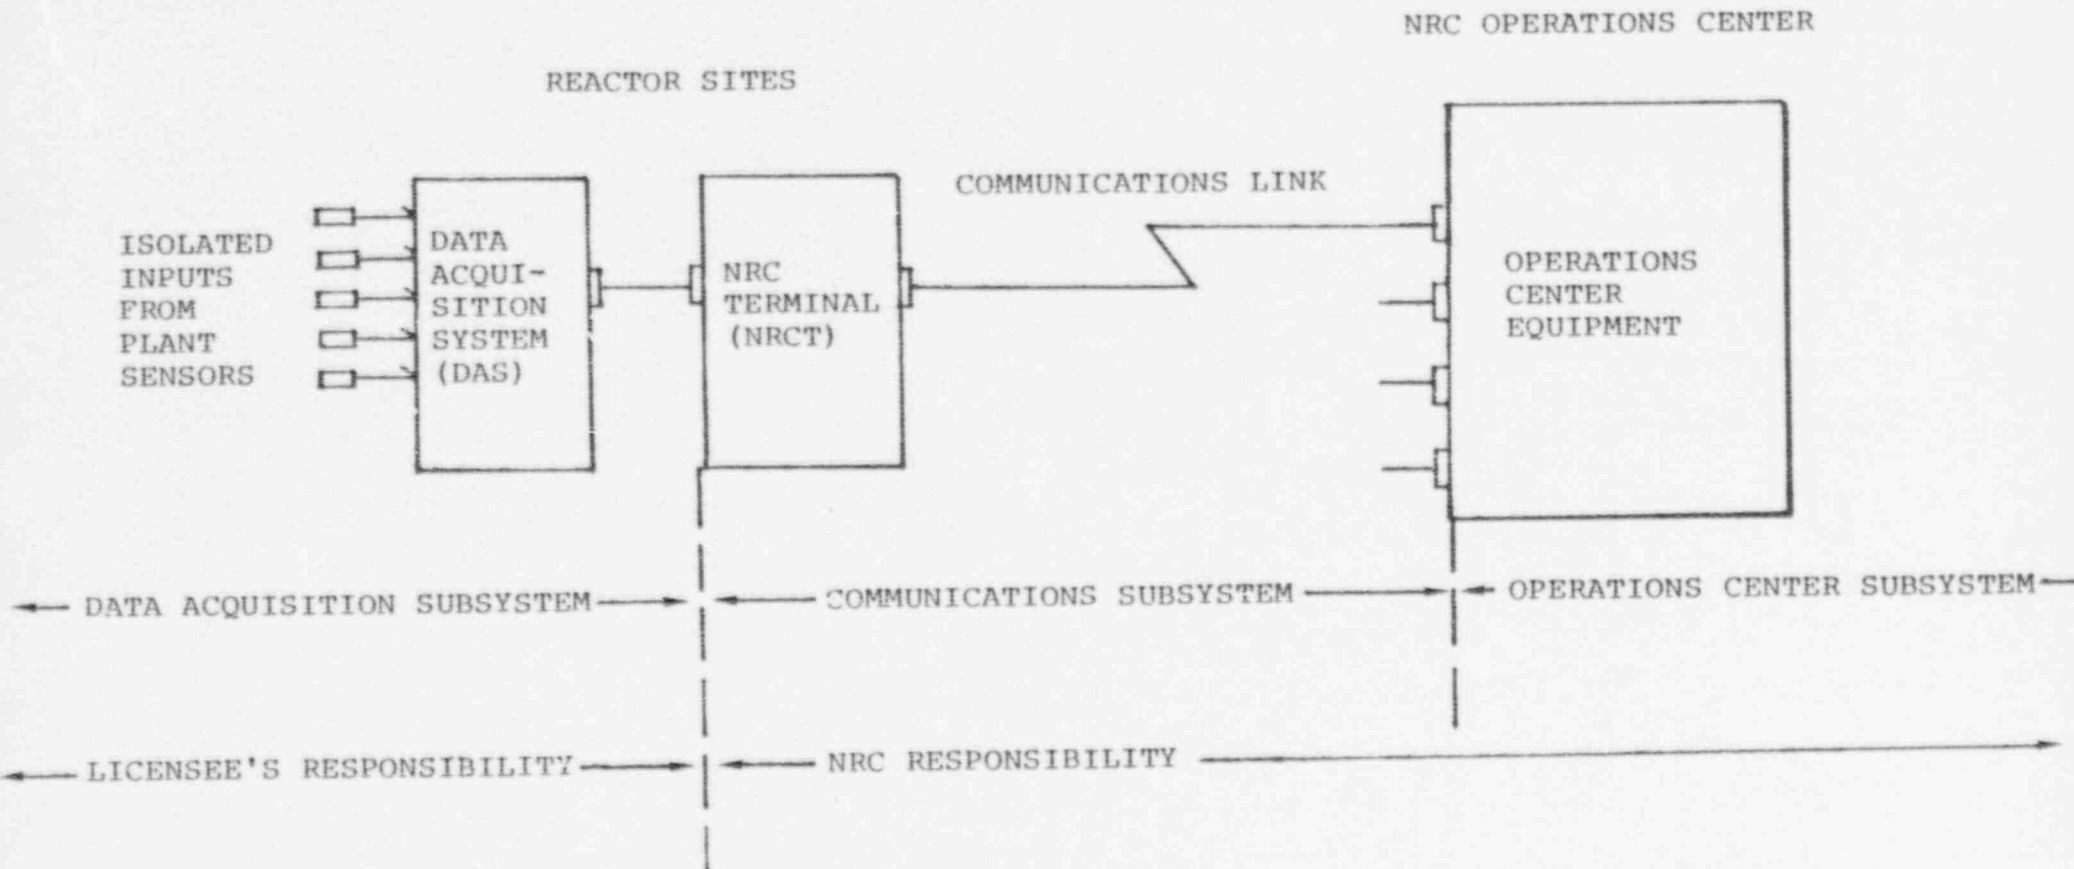 NRC OPERATIONS CENTER
REACTOR SITES
COMMUNICATIONS LINK
ISOLATED
INPUTS
FROM
PLANT
SENSORS
DATA
ACQUI-
SITION
SYSTEM
(DAS)
NRC
TERMINAL
(NRCT)
OPERATIONS
CENTER
EQUIPMENT
DATA ACQUISITION SUBSYSTEM
COMMUNICATIONS SUBSYSTEM
OPERATIONS CENTER SUBSYSTEM
LICENSEE'S RESPONSIBILITY
NRC RESPONSIBILITY